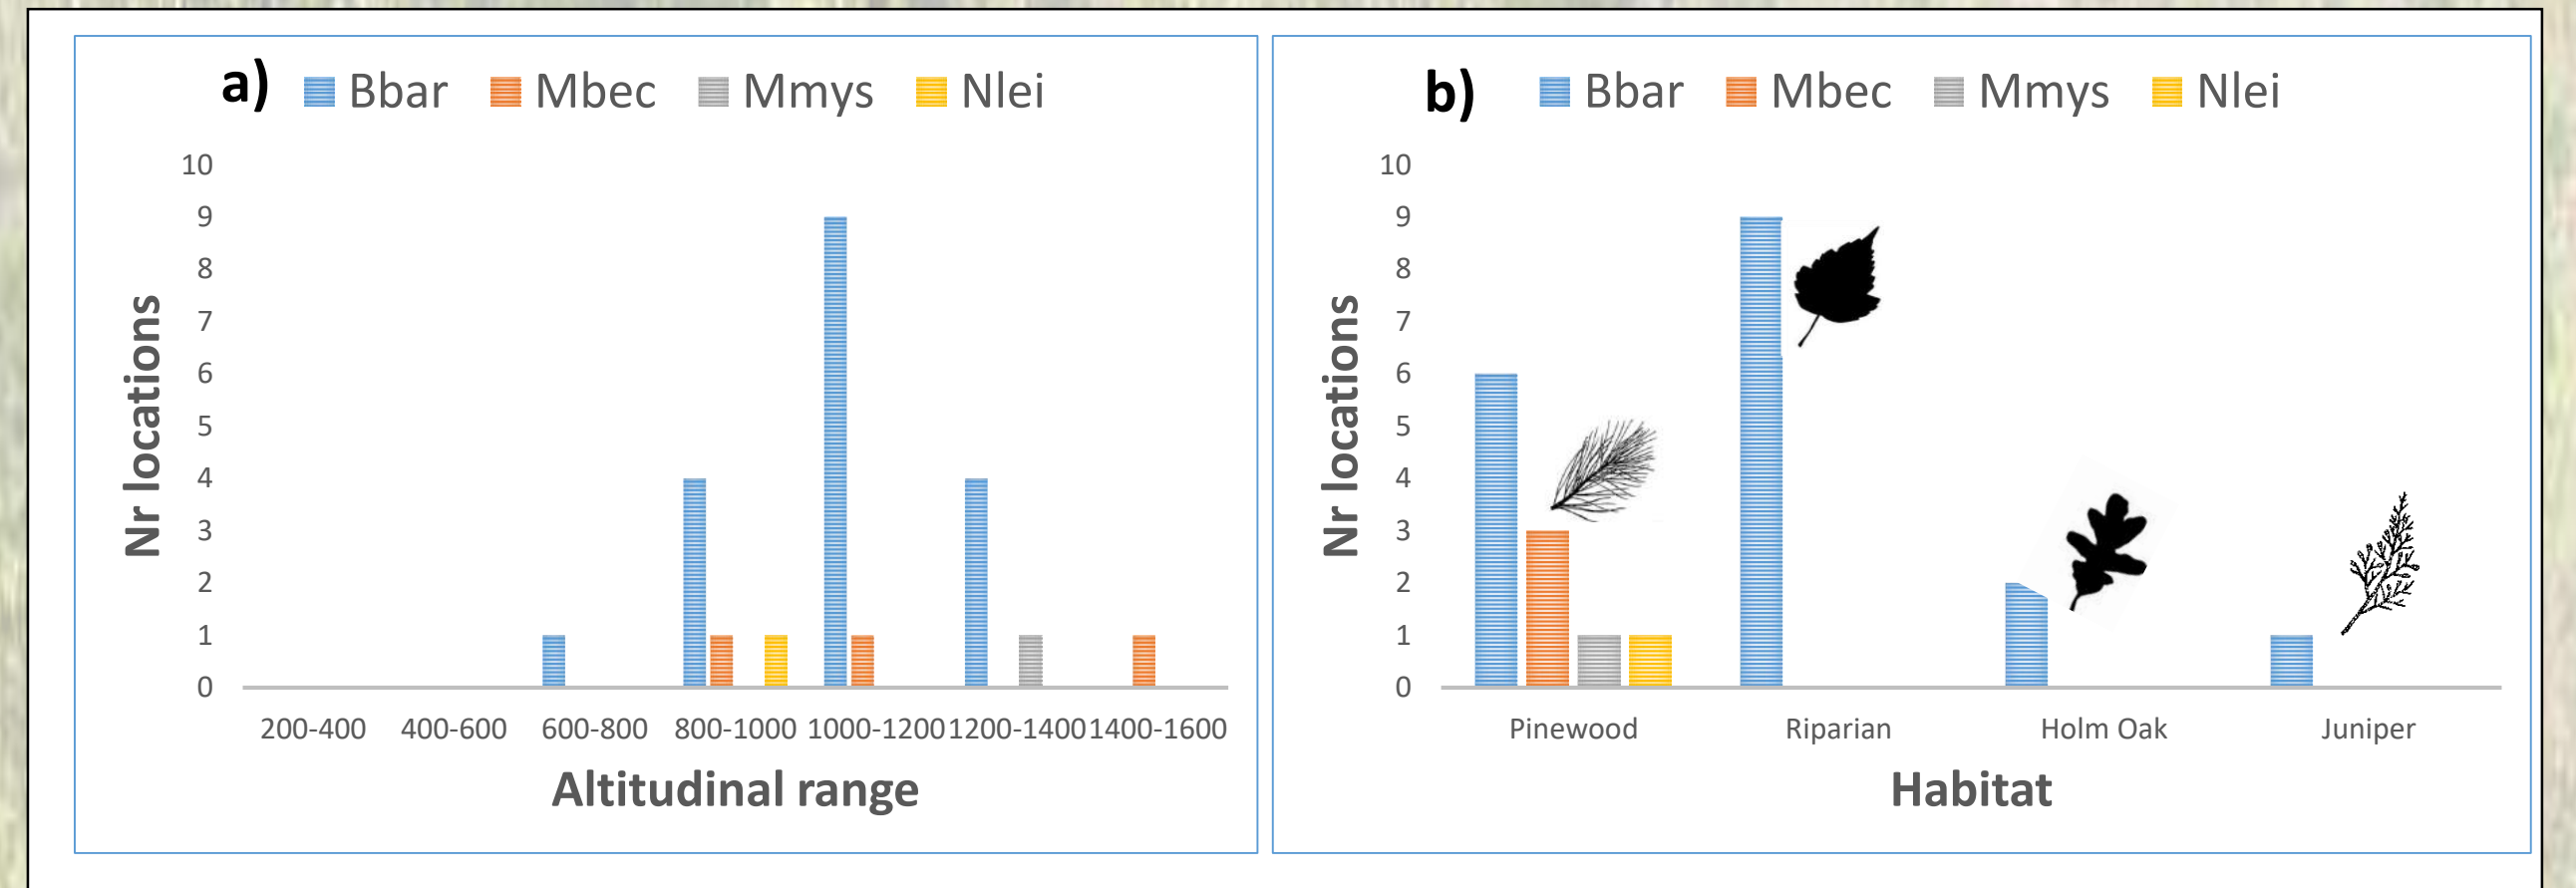 a) Bbar Mbec Mmys Nlei
10
9
8
7
6
5
4
3
2
1
0
Nr locations
200-400 400-600 600-800 800-1000 1000-1200 1200-1400 1400-1600
Altitudinal range
b) Bbar Mbec Mmys Nlei
10
9
8
7
6
5
4
3
2
1
0
Nr locations
Pinewood Riparian Holm Oak Juniper
Habitat